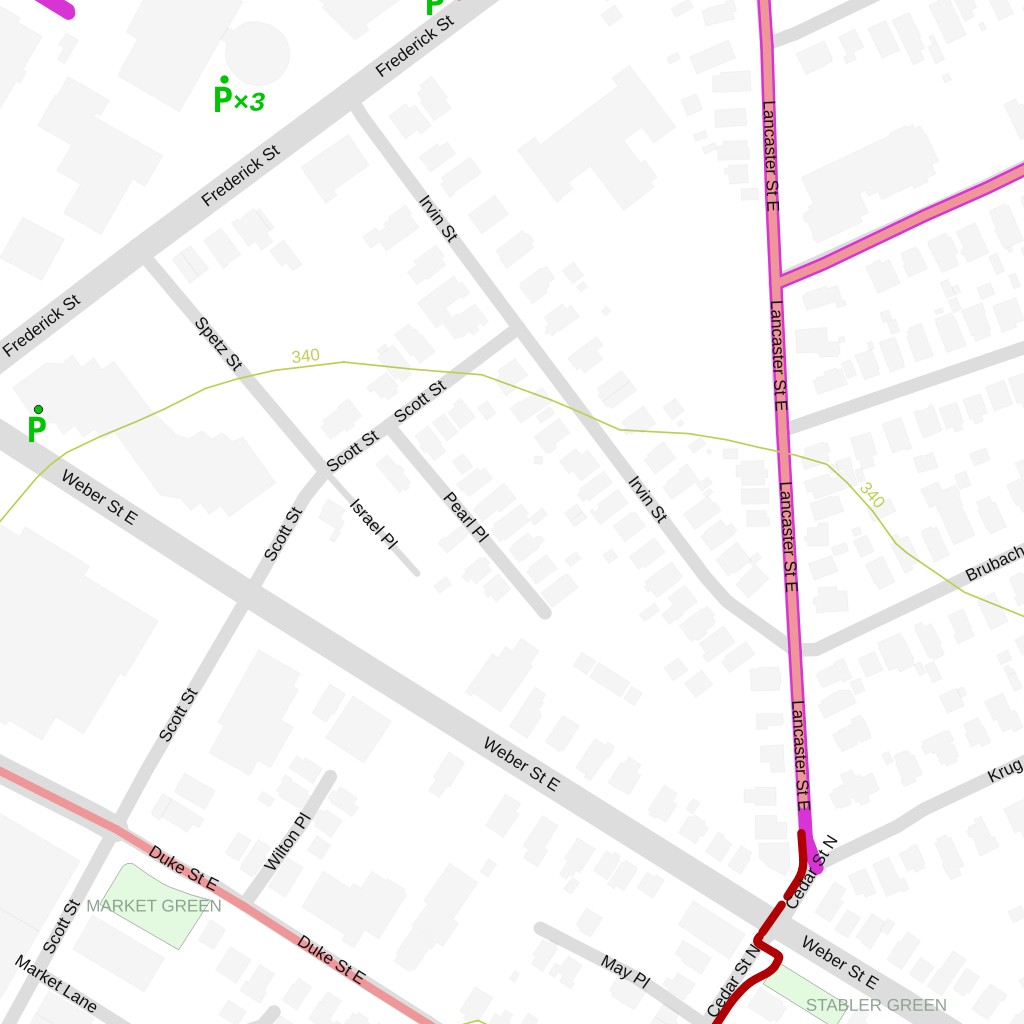 P
Frederick St
P×3
Lancaster St E
Frederick St
Irvin St
Frederick St
Spetz St
340
Lancaster St E
Scott St
P
Scott St
340
Weber St E
Scott St
Israel Pl
Pearl Pl
Irvin St
Lancaster St E
Brubach
Scott St
Weber St E
Lancaster St E
Krug
Wilton Pl
Duke St E
Cedar St N
MARKET GREEN
Scott St
Duke St E
Market Lane
May Pl
Cedar St N
Weber St E
STABLER GREEN